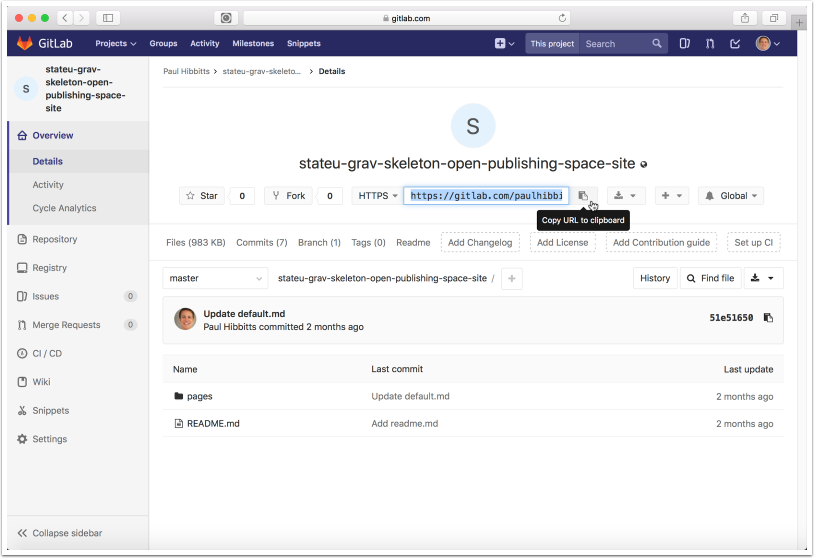 gitlab.com
GitLab Projects Groups Activity Milestones Snippets This project Search
stateu-grav-
skeleton-open-
publishing-space-
site
S
Overview
Details
Activity
Cycle Analytics
Repository
Registry
Issues 0
Merge Requests 0
CI / CD
Wiki
Snippets
Settings
Collapse sidebar
Paul Hibbitts > stateu-grav-skeleto... > Details
S
stateu-grav-skeleton-open-publishing-space-site
Star 0 Fork 0 HTTPS https://gitlab.com/paulhibbi Global
Copy URL to clipboard
Files (983 KB) Commits (7) Branch (1) Tags (0) Readme Add Changelog Add License Add Contribution guide Set up CI
master stateu-grav-skeleton-open-publishing-space-site / + History Find file
Update default.md
Paul Hibbitts committed 2 months ago
51e51650
Name Last commit Last update
pages Update default.md 2 months ago
README.md Add readme.md 2 months ago